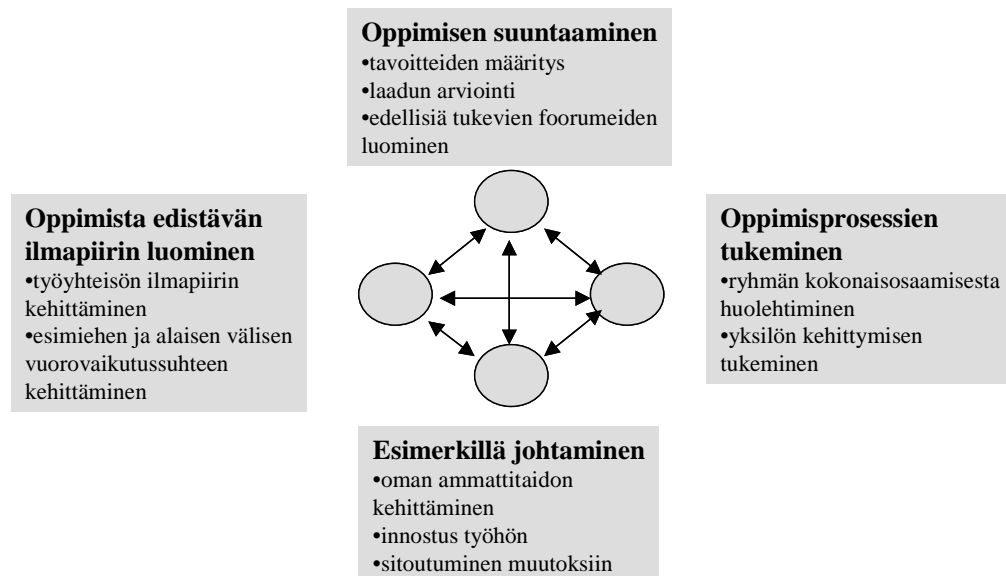 Oppimisen suuntaaminen
•tavoitteiden määritys
•laadun arviointi
•edellisiä tukevien foorumeiden
luominen
Oppimista edistävän
ilmapiirin luominen
•työyhteisön ilmapiirin
kehittäminen
•esimiehen ja alaisen välisen
vuorovaikutussuhteen
kehittäminen
Oppimisprosessien
tukeminen
•ryhmän kokonaisosaamisesta
huolehtiminen
•yksilön kehittymisen
tukeminen
Esimerkillä johtaminen
•oman ammattitaidon
kehittäminen
•innostus työhön
•sitoutuminen muutoksiin